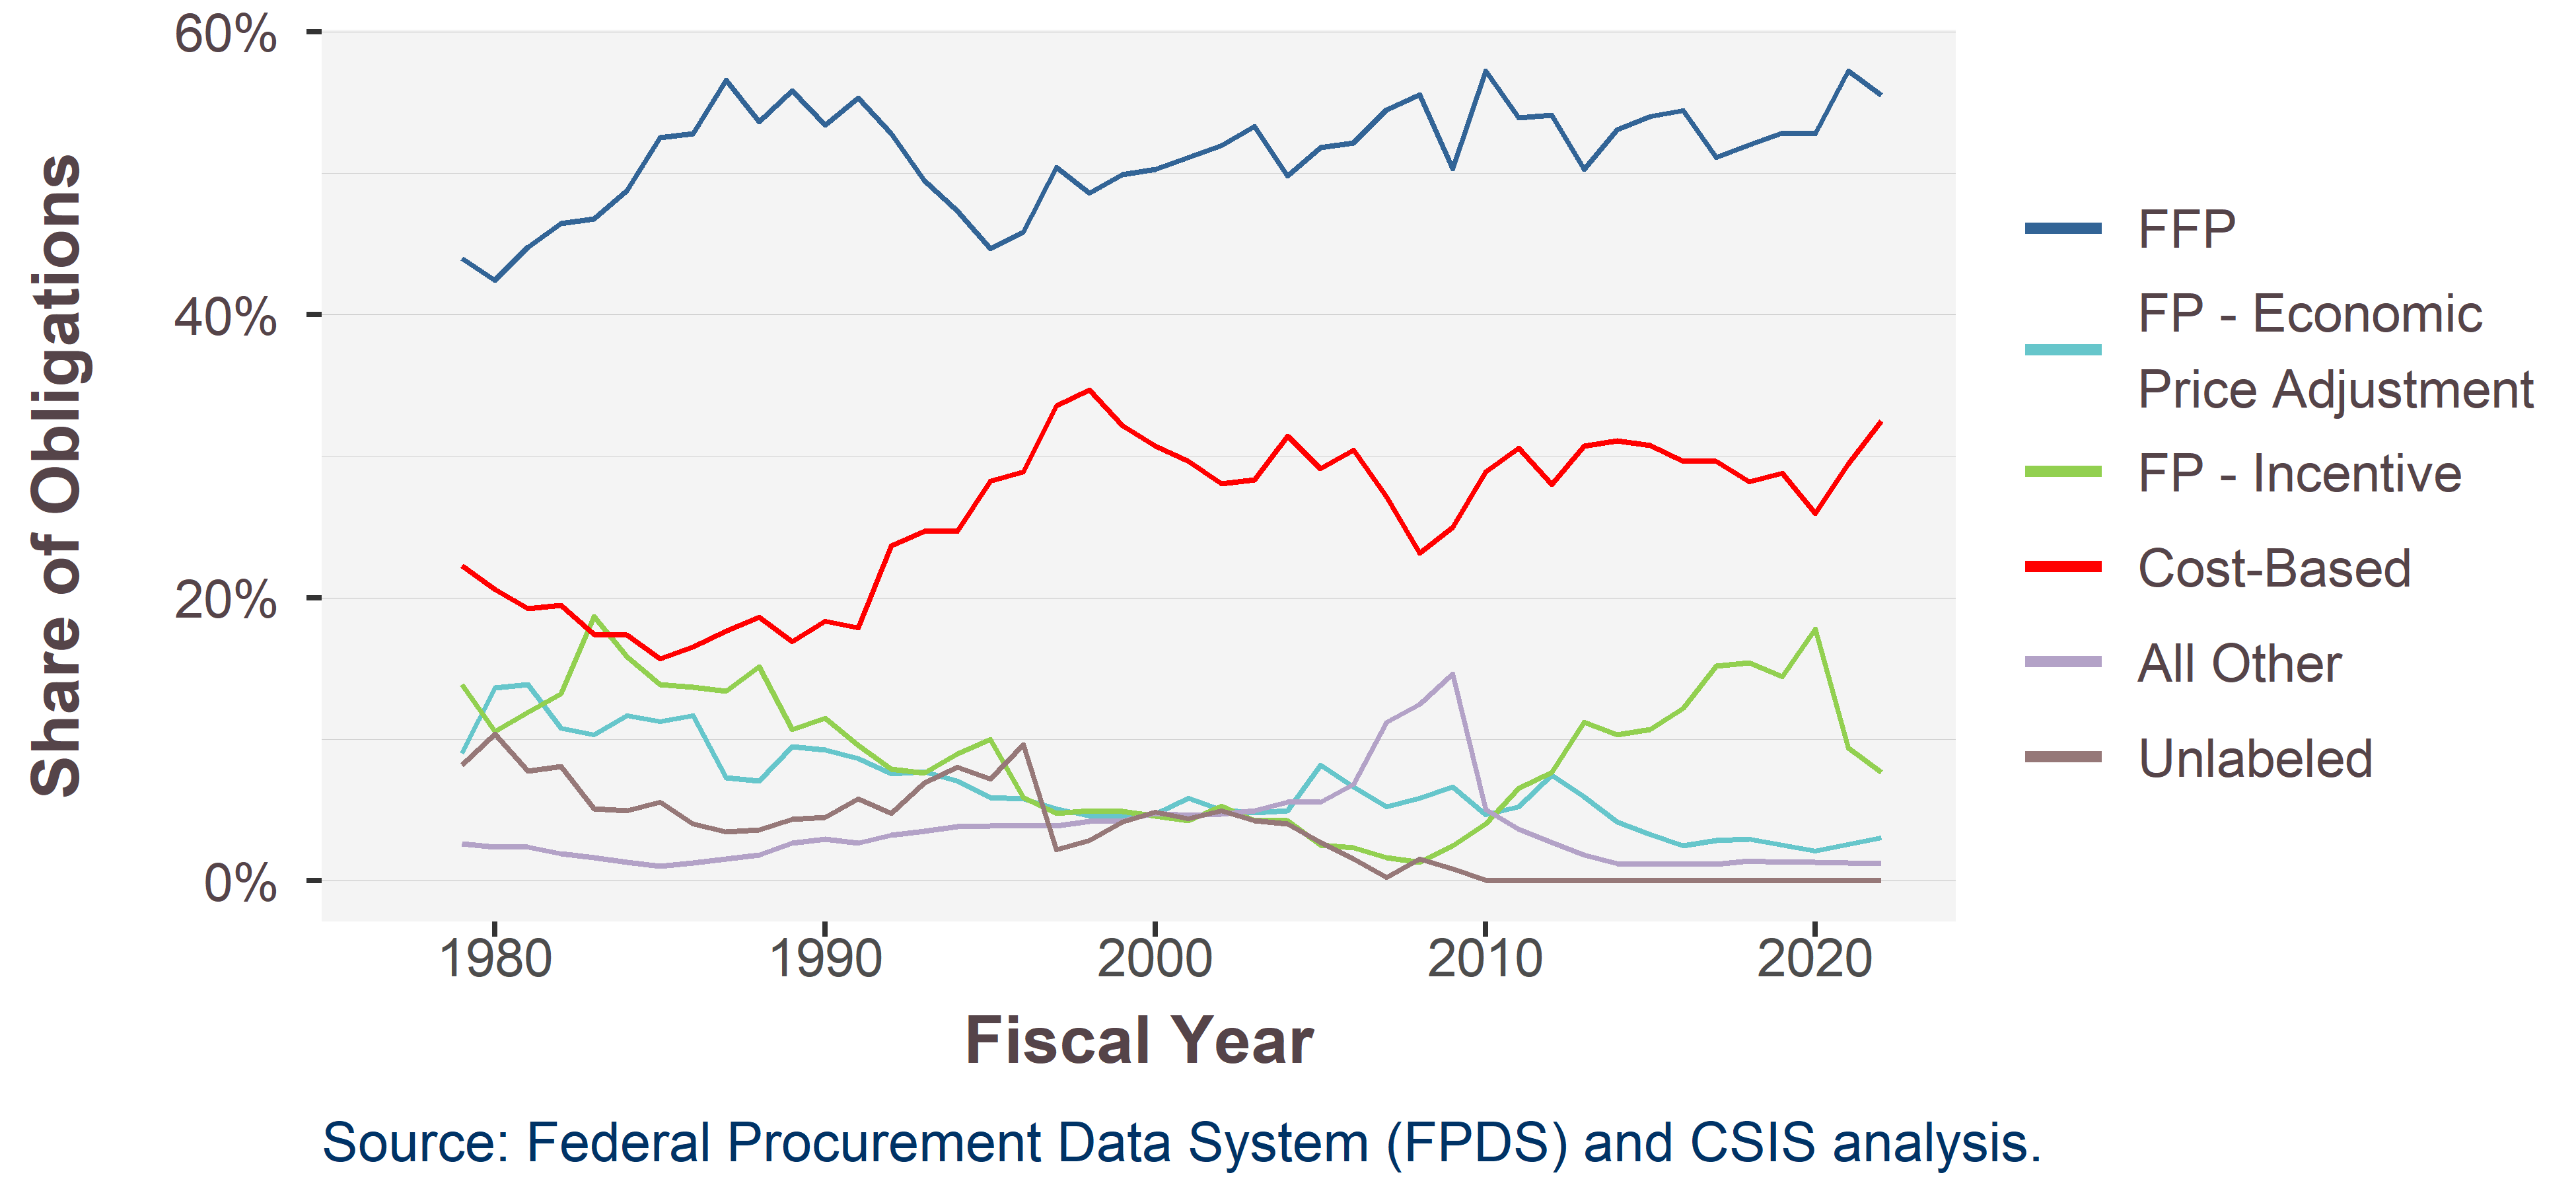 60%
40%
20%
0%
Share of Obligations
1980
1990
2000
2010
2020
Fiscal Year
FFP
FP - Economic
Price Adjustment
FP - Incentive
Cost-Based
All Other
Unlabeled
Source: Federal Procurement Data System (FPDS) and CSIS analysis.